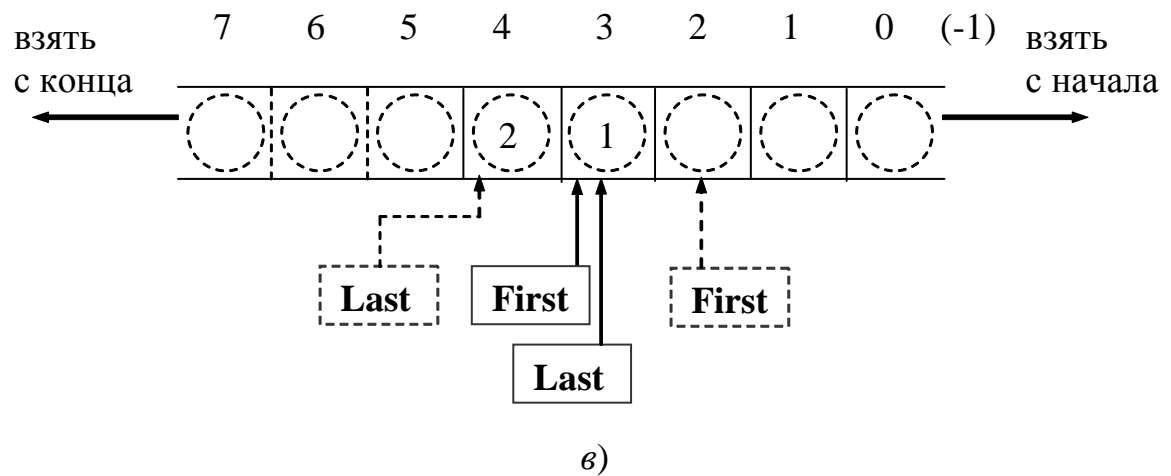 7 6 5 4 3 2 1 0 (-1)
взять
с конца
взять
с начала
2 1
Last First First
Last
в)